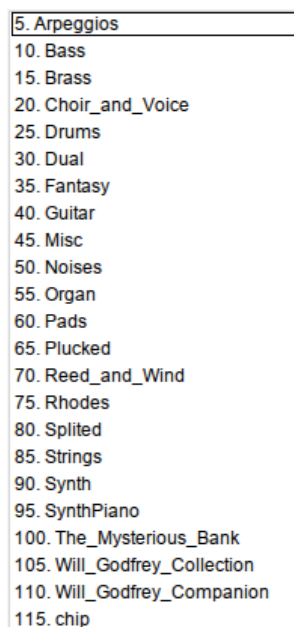 5. Arpeggios
10. Bass
15. Brass
20. Choir_and_Voice
25. Drums
30. Dual
35. Fantasy
40. Guitar
45. Misc
50. Noises
55. Organ
60. Pads
65. Plucked
70. Reed_and_Wind
75. Rhodes
80. Splited
85. Strings
90. Synth
95. SynthPiano
100. The_Mysterious_Bank
105. Will_Godfrey_Collection
110. Will_Godfrey_Companion
115. chip